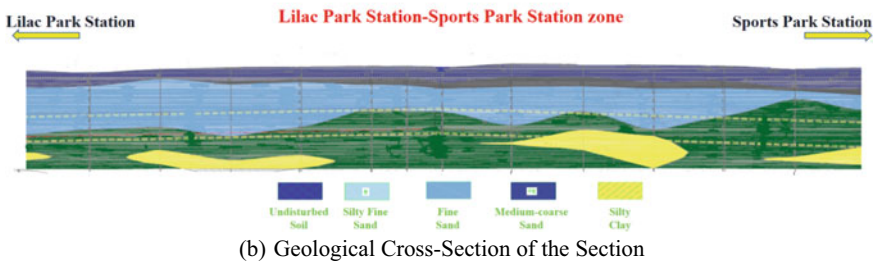 Lilac Park Station-Sports Park Station zone
Lilac Park Station
Sports Park Station
Undisturbed Soil
Silty Fine Sand
Fine Sand
Medium-coarse Sand
Silty Clay
(b) Geological Cross-Section of the Section